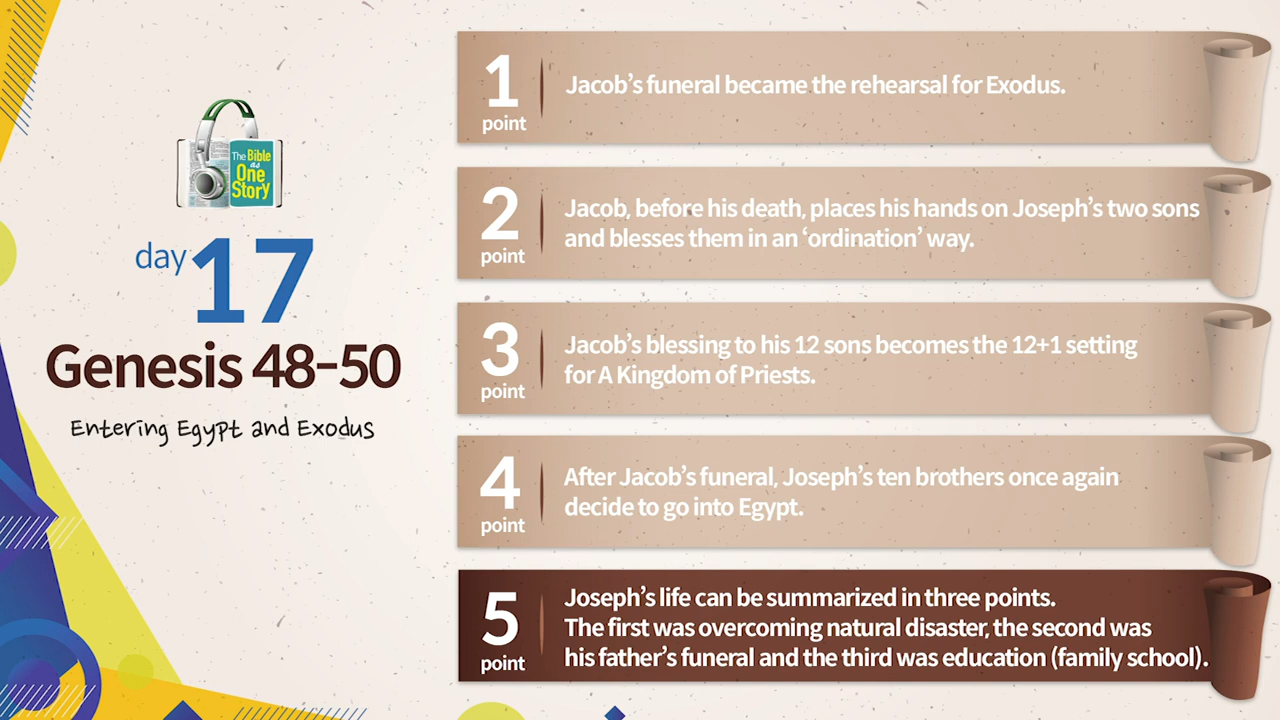 The Bible
as
One
Story
day 17
Genesis 48-50
Entering Egypt and Exodus
1
point
Jacob's funeral became the rehearsal for Exodus.
2
point
Jacob, before his death, places his hands on Joseph's two sons
and blesses them in an 'ordination' way.
3
point
Jacob's blessing to his 12 sons becomes the 12+1 setting
for A Kingdom of Priests.
4
point
After Jacob's funeral, Joseph's ten brothers once again
decide to go into Egypt.
5
point
Joseph's life can be summarized in three points.
The first was overcoming natural disaster, the second was
his father's funeral and the third was education (family school).